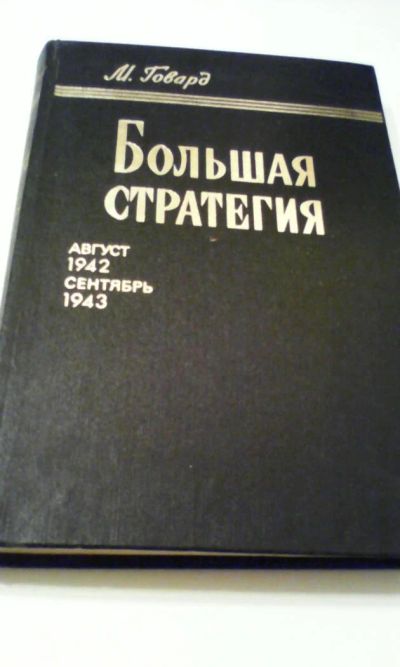 М. Говард
БОЛЬШАЯ
СТРАТЕГИЯ
АВГУСТ
1942
СЕНТЯБРЬ
1943